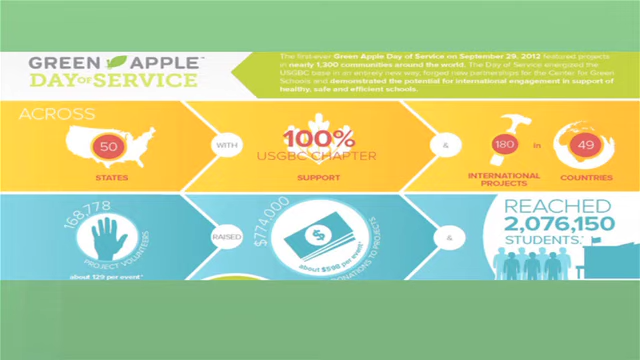 GREEN APPLE™
DAY OF SERVICE
The first-ever Green Apple Day of Service on September 29, 2012 featured projects
in nearly 1,300 communities around the world. The Day of Service energized the
USGBC base in an entirely new way, forged new partnerships for the Center for Green
Schools and demonstrated the potential for international engagement in support of
healthy, safe and efficient schools.
ACROSS
50
STATES
WITH
100%
USGBC CHAPTER
SUPPORT
&
180 in 49
INTERNATIONAL
PROJECTS
COUNTRIES
168,778
PROJECT VOLUNTEERS
about 129 per event*
RAISED
$774,000
$
about $596 per event*
DONATIONS TO PROJECTS
&
REACHED
2,076,150
STUDENTS.*